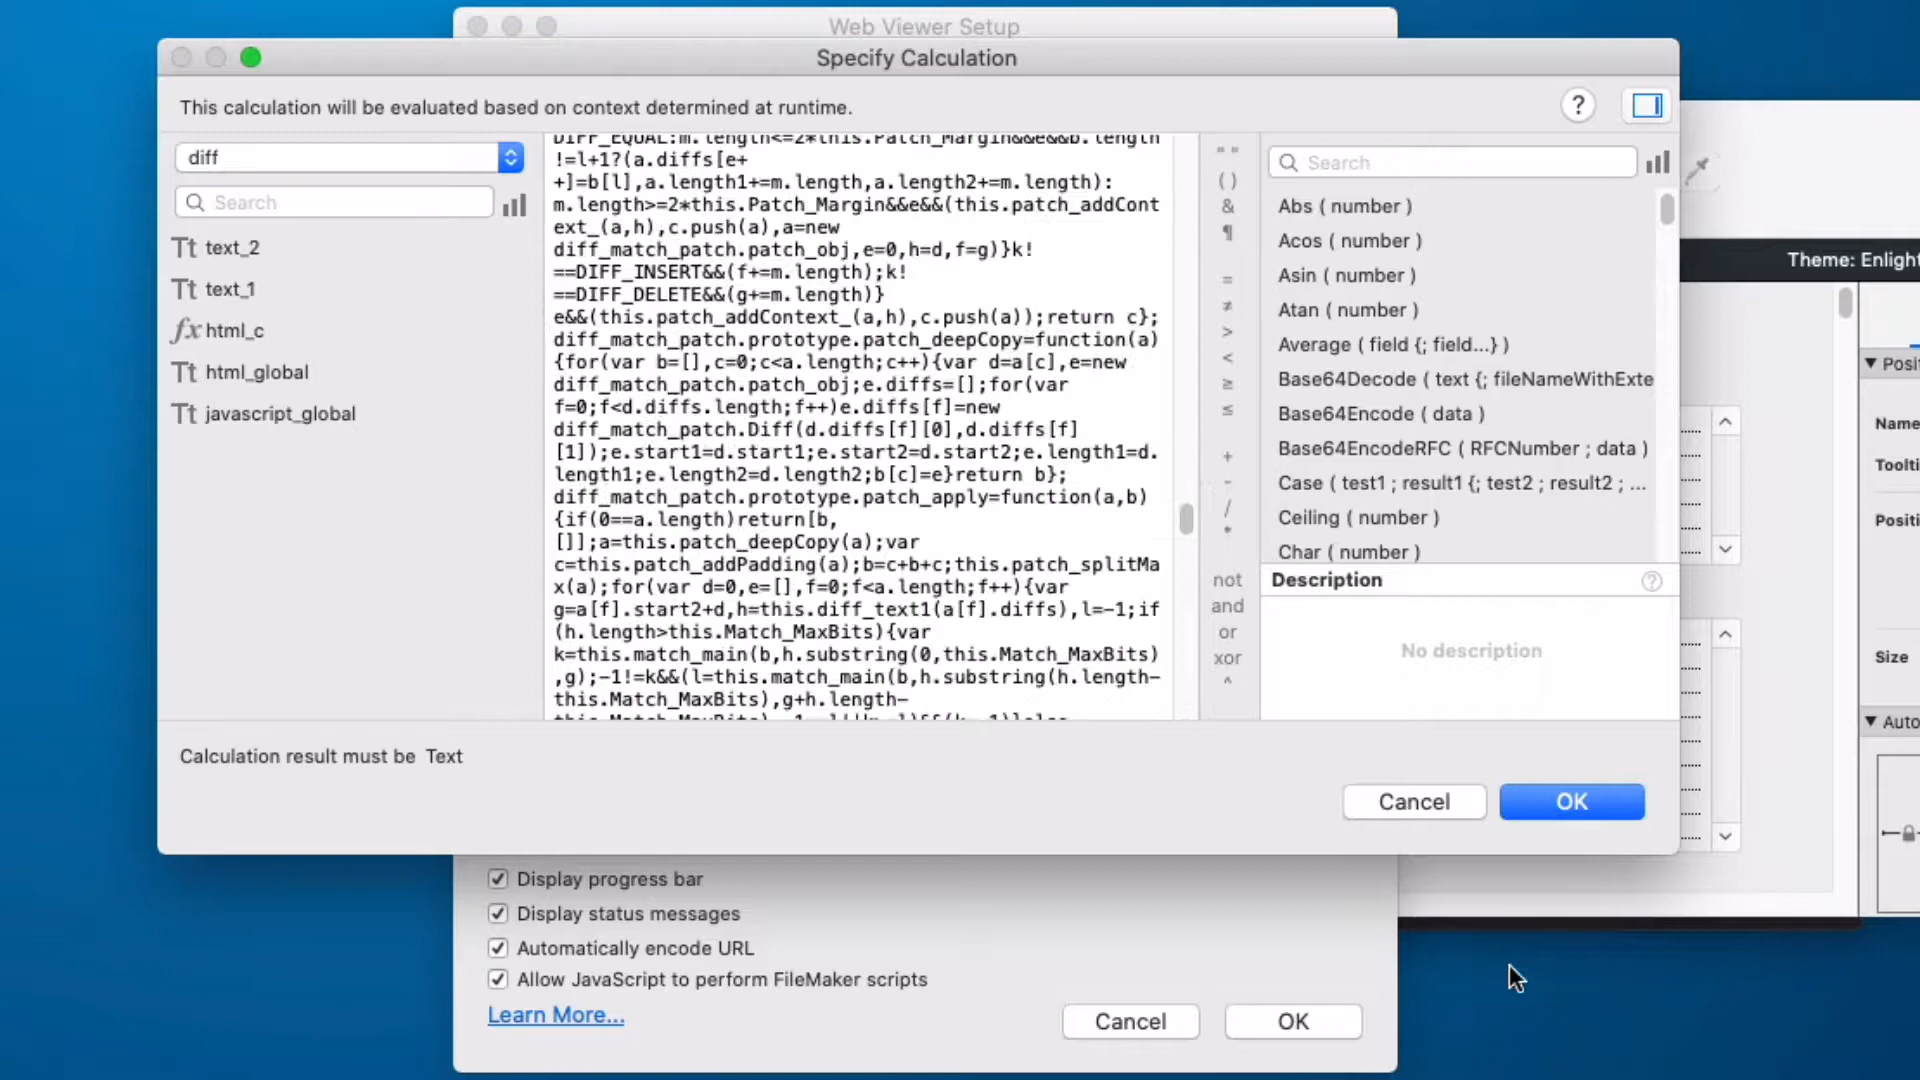 Web Viewer Setup
Specify Calculation
This calculation will be evaluated based on context determined at runtime.
?
diff
Search
text_2
text_1
fx html_c
html_global
javascript_global
DIFF_EQUAL:m.length<=2*this.Patch_Margin&&e&&b.length
!=l+1?(a.diffs[e+
+]=b[l],a.length1+=m.length,a.length2+=m.length):
m.length>=2*this.Patch_Margin&&e&&(this.patch_addCont
ext_(a,h),c.push(a),a=new
diff_match_patch.patch_obj,e=0,h=d,f=g)}k!
==DIFF_INSERT&&(f+=m.length);k!
==DIFF_DELETE&&(g+=m.length)}
e&&(this.patch_addContext_(a,h),c.push(a));return c};
diff_match_patch.prototype.patch_deepCopy=function(a)
{for(var b=[],c=0;c<a.length;c++){var d=a[c],e=new
diff_match_patch.patch_obj;e.diffs=[];for(var
f=0;f<d.diffs.length;f++)e.diffs[f]=new
diff_match_patch.Diff(d.diffs[f][0],d.diffs[f]
[1]);e.start1=d.start1;e.start2=d.start2;e.length1=d.
length1;e.length2=d.length2;b[c]=e}return b};
diff_match_patch.prototype.patch_apply=function(a,b)
{if(0==a.length)return[b,
[]];a=this.patch_deepCopy(a);var
c=this.patch_addPadding(a);b=c+b+c;this.patch_splitMa
x(a);for(var d=0,e=[],f=0;f<a.length;f++){var
g=a[f].start2+d,h=this.diff_text1(a[f].diffs),l=-1;if
(h.length>this.Match_MaxBits){var
k=this.match_main(b,h.substring(0,this.Match_MaxBits)
,g);-1!=k&&(l=this.match_main(b,h.substring(h.length-
this.Match_MaxBits),g+h.length-
" "
( )
&
¶
=
≠
>
<
≥
≤
+
-
/
*
not
and
or
xor
^
Search
Abs ( number )
Acos ( number )
Asin ( number )
Atan ( number )
Average ( field {; field...} )
Base64Decode ( text {; fileNameWithExte
Base64Encode ( data )
Base64EncodeRFC ( RFCNumber ; data )
Case ( test1 ; result1 {; test2 ; result2 ; ...
Ceiling ( number )
Char ( number )
Description
?
No description
Calculation result must be Text
Cancel
OK
Display progress bar
Display status messages
Automatically encode URL
Allow JavaScript to perform FileMaker scripts
Learn More...
Cancel
OK
Theme: Enlight
Posit
Name
Toolti
Positi
Size
Auto